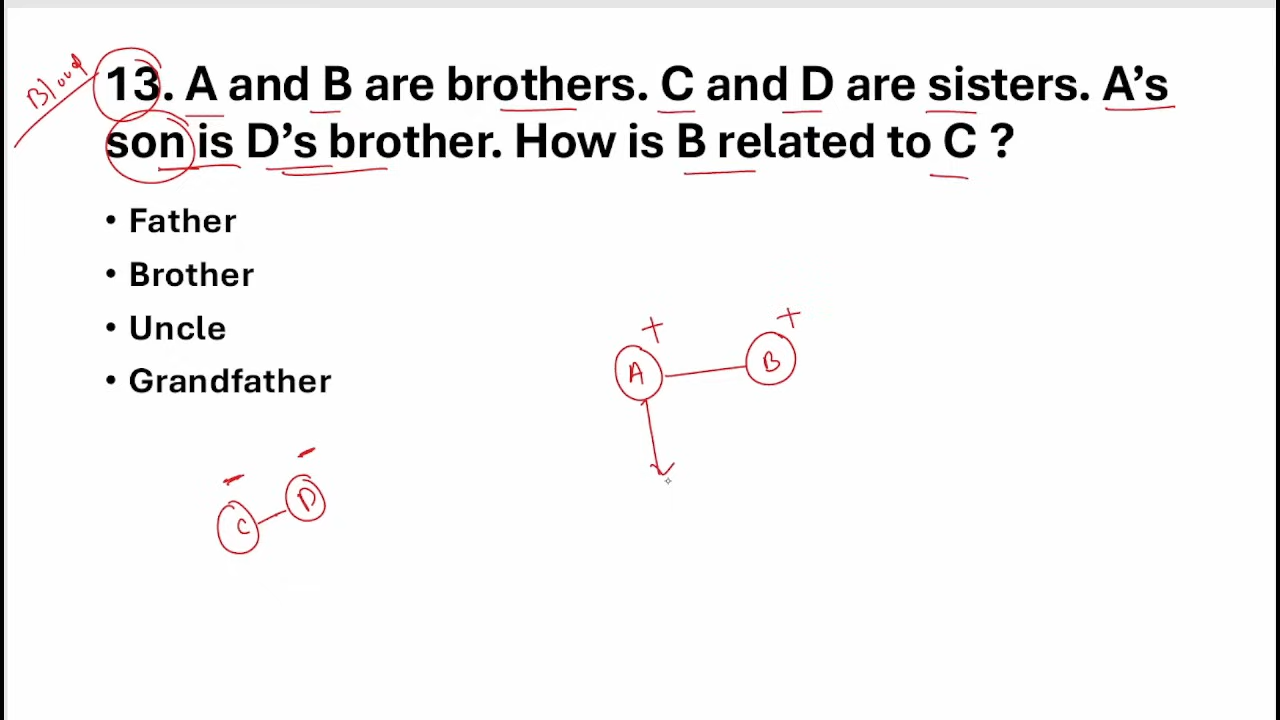 Blood
13. A and B are brothers. C and D are sisters. A’s
son is D’s brother. How is B related to C ?
• Father
• Brother
• Uncle
• Grandfather
+ +
A B
- -
C D